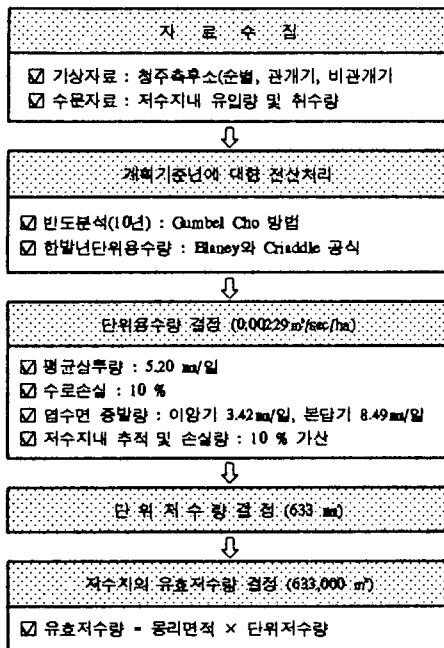 자 료 수 집
☑ 기상자료 : 청주측후소(순별, 관개기, 비관개기
☑ 수문자료 : 저수지내 유입량 및 취수량
계획기준년에 대한 전산처리
☑ 빈도분석(10년) : Gumbel Cho 방법
☑ 한발년단위용수량 : Blaney와 Criaddle 공식
단위용수량 결정 (0.00229㎥/sec/ha)
☑ 평균삼투량 : 5.20 ㎜/일
☑ 수로손실 : 10 %
☑ 엽수면 증발량 : 이앙기 3.42㎜/일, 본답기 8.49㎜/일
☑ 저수지내 추적 및 손실량 : 10 % 가산
단 위 저 수 량 결 정 (633 ㎜)
저수지의 유효저수량 결정 (633,000 ㎥)
☑ 유효저수량 = 몽리면적 × 단위저수량